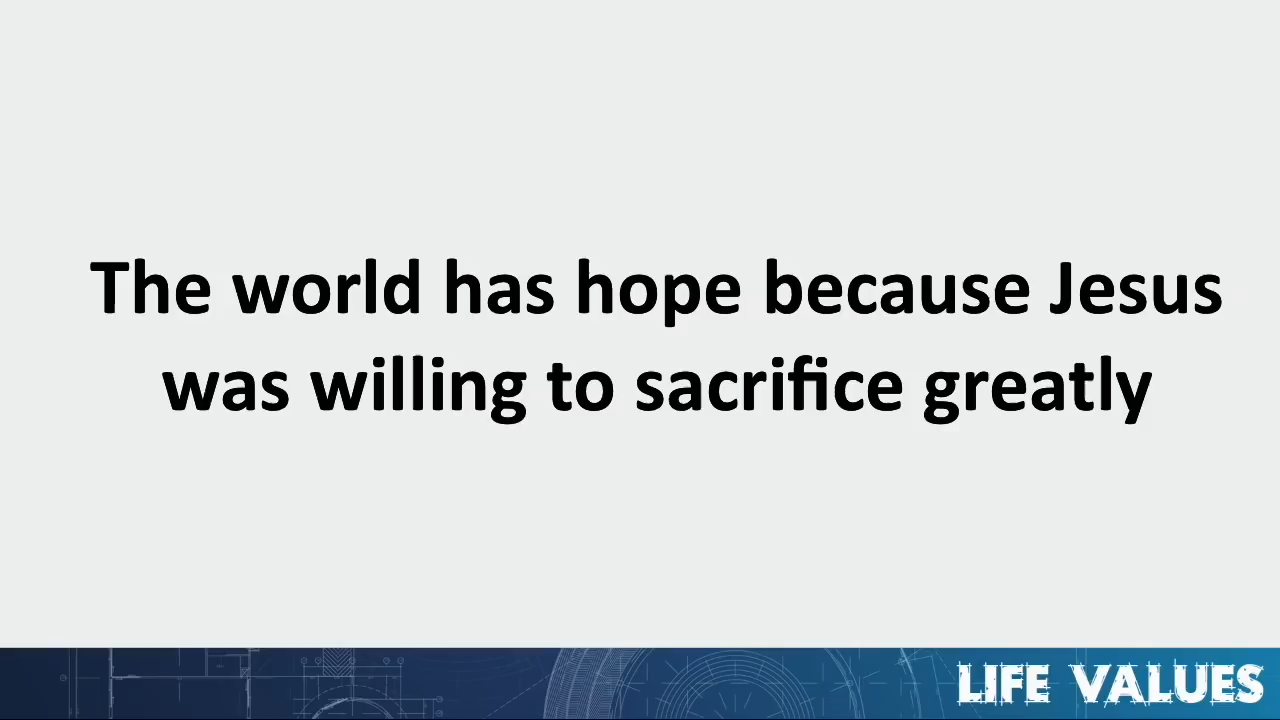 The world has hope because Jesus
was willing to sacrifice greatly
LIFE VALUES